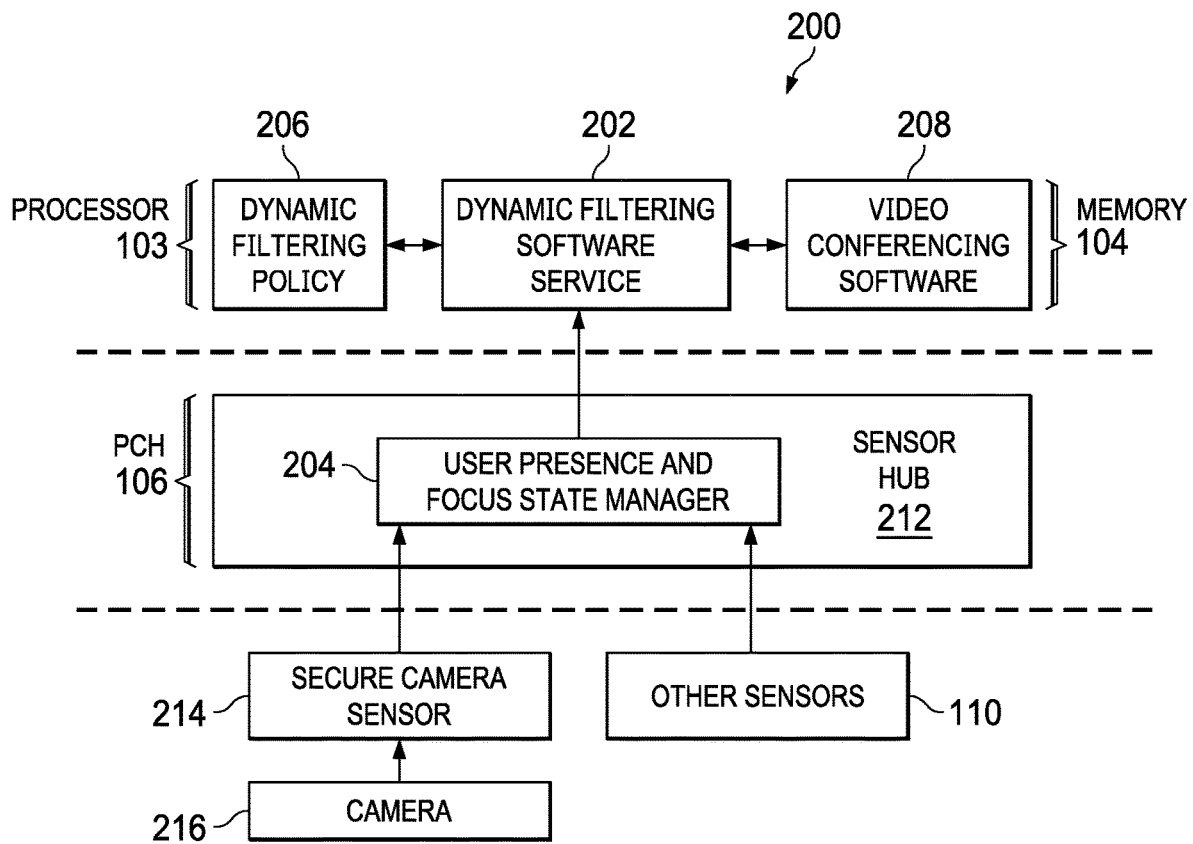 200
206
202
208
PROCESSOR
103
DYNAMIC
FILTERING
POLICY
DYNAMIC FILTERING
SOFTWARE
SERVICE
VIDEO
CONFERENCING
SOFTWARE
MEMORY
104
PCH
106
204
USER PRESENCE AND
FOCUS STATE MANAGER
SENSOR
HUB
212
214
SECURE CAMERA
SENSOR
OTHER SENSORS
110
216
CAMERA